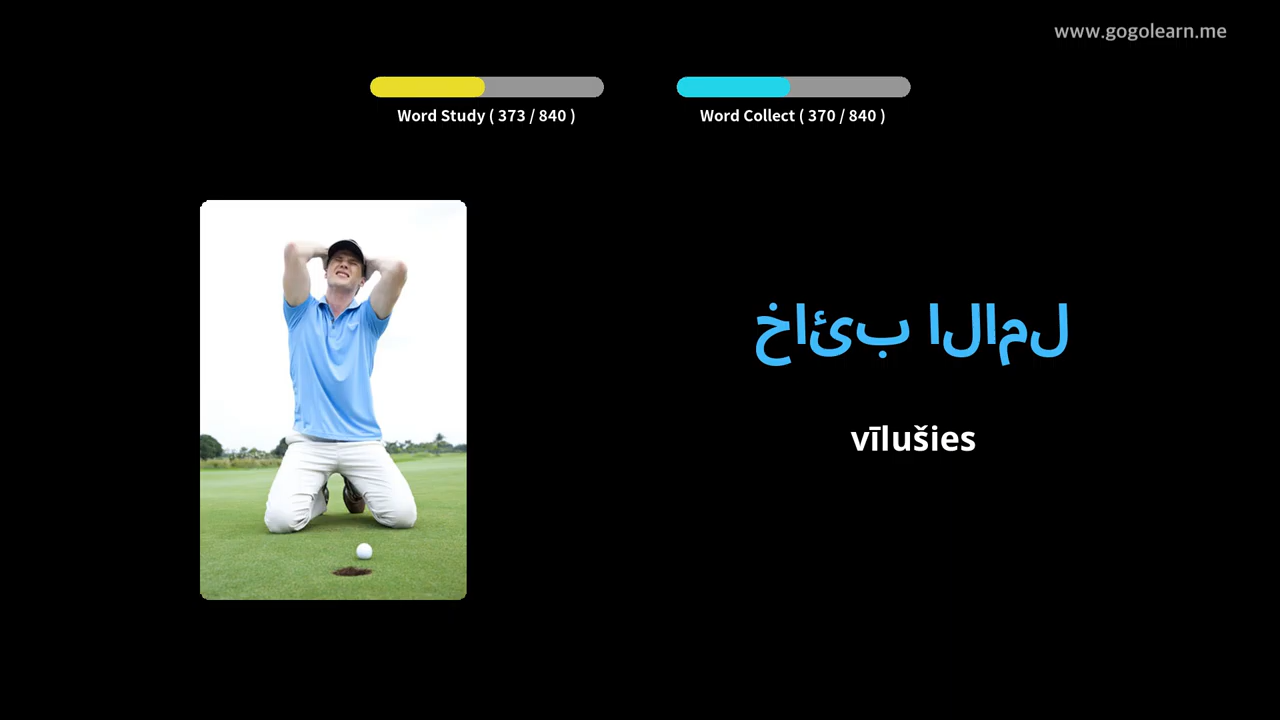 www.gogolearn.me
Word Study ( 373 / 840 )
Word Collect ( 370 / 840 )
خائب الامل
vīlušies